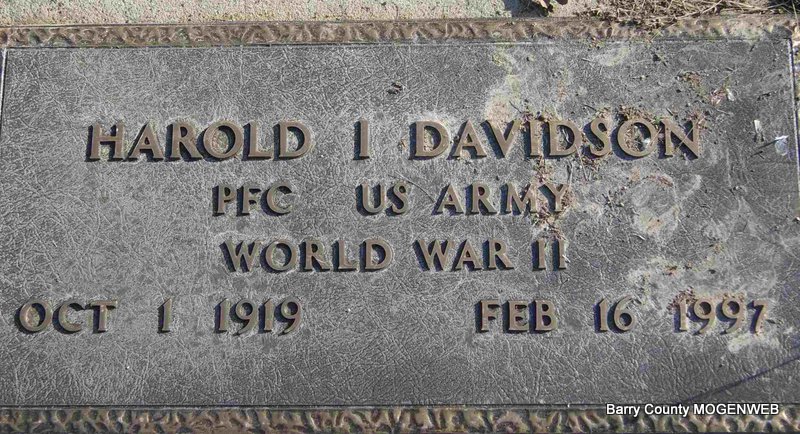 HAROLD I DAVIDSON
PFC US ARMY
WORLD WAR II
OCT 1 1919 FEB 16 1997
Barry County MOGENWEB